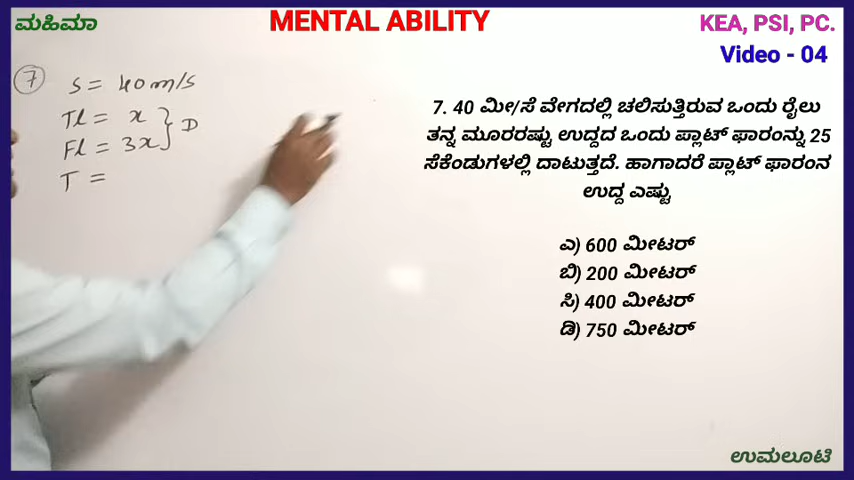 ಮಹಿಮಾ
MENTAL ABILITY
KEA, PSI, PC.
Video - 04
7
S = 40 m/s
Tl = x
Fl = 3x } D
T =
7. 40 ಮೀ/ಸೆ ವೇಗದಲ್ಲಿ ಚಲಿಸುತ್ತಿರುವ ಒಂದು ರೈಲು
ತನ್ನ ಮೂರರಷ್ಟು ಉದ್ದದ ಒಂದು ಪ್ಲಾಟ್ ಫಾರಂನ್ನು 25
ಸೆಕೆಂಡುಗಳಲ್ಲಿ ದಾಟುತ್ತದೆ. ಹಾಗಾದರೆ ಪ್ಲಾಟ್ ಫಾರಂನ
ಉದ್ದ ಎಷ್ಟು
ಎ) 600 ಮೀಟರ್
ಬಿ) 200 ಮೀಟರ್
ಸಿ) 400 ಮೀಟರ್
ಡಿ) 750 ಮೀಟರ್
ಉಮಲೂಟಿ